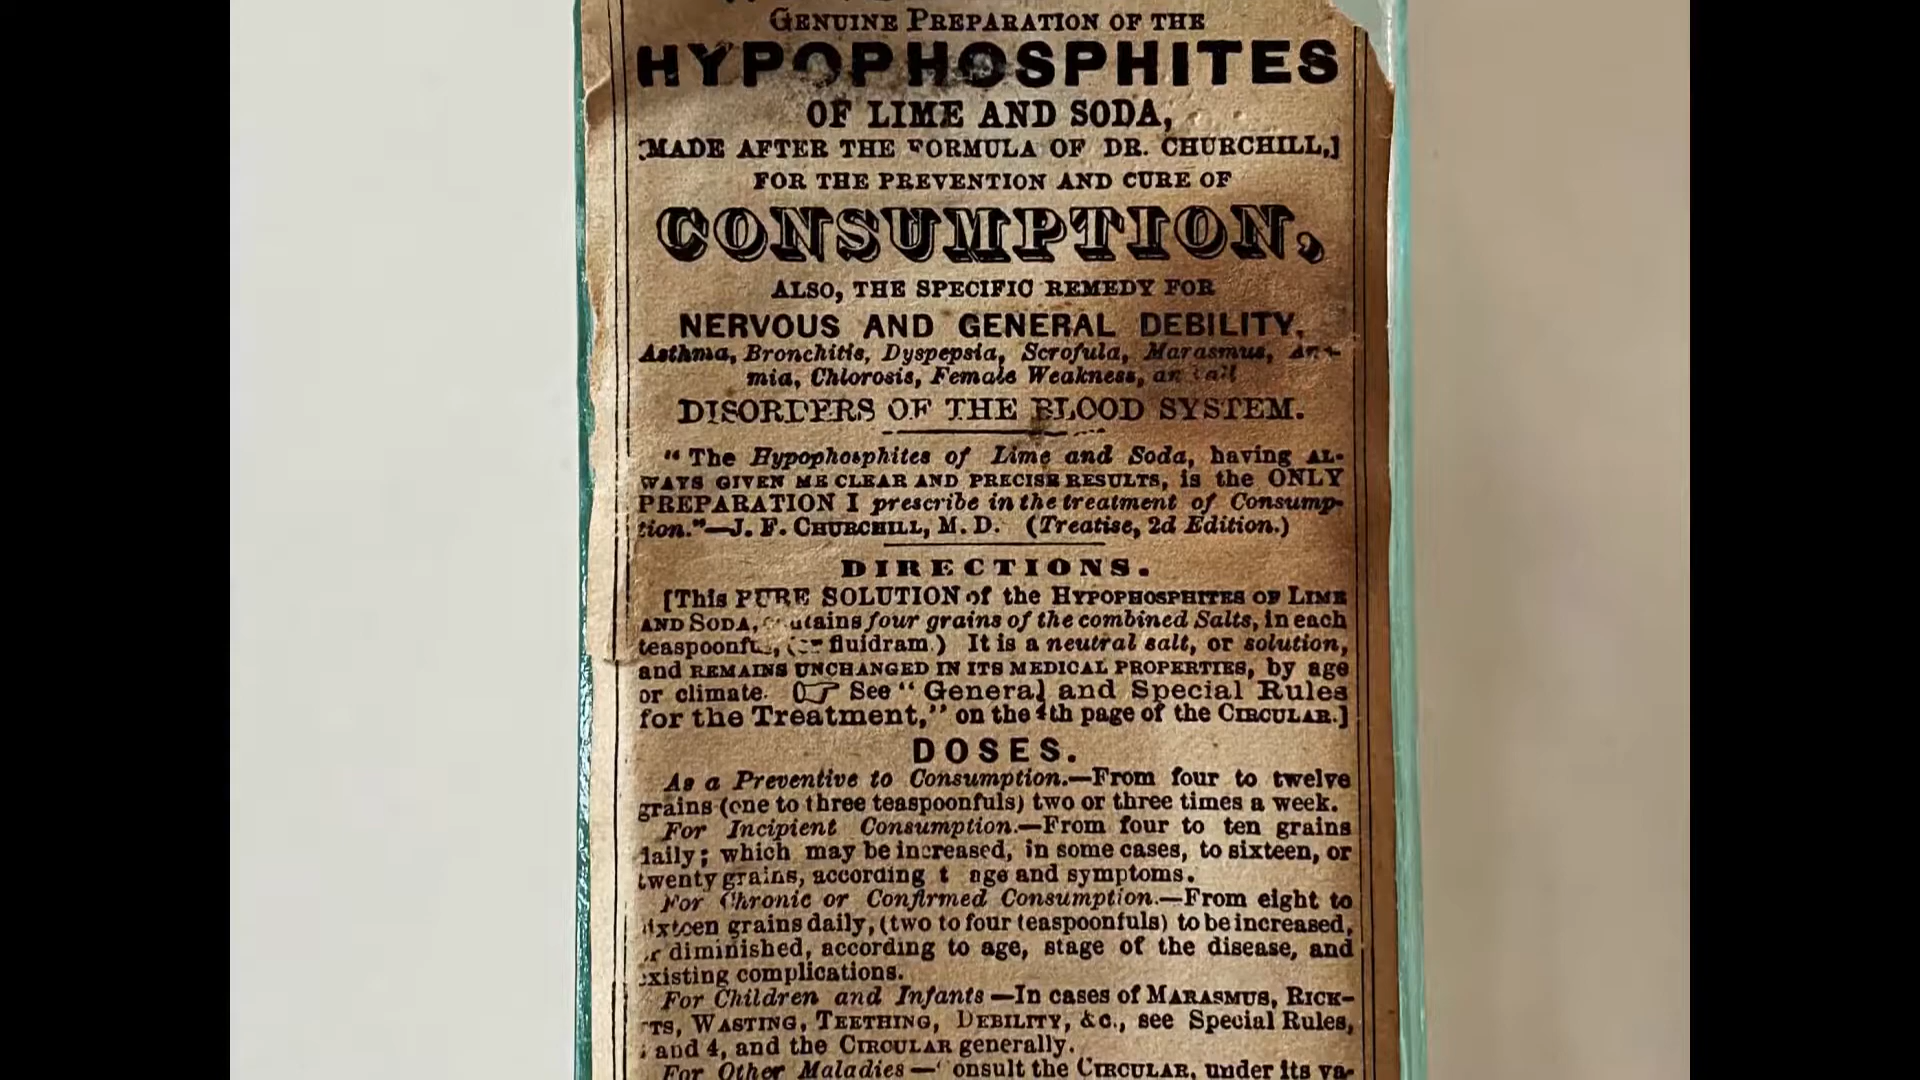 GENUINE PREPARATION OF THE
HYPOPHOSPHITES
OF LIME AND SODA,
[MADE AFTER THE FORMULA OF DR. CHURCHILL,]
FOR THE PREVENTION AND CURE OF
CONSUMPTION,
ALSO, THE SPECIFIC REMEDY FOR
NERVOUS AND GENERAL DEBILITY,
Asthma, Bronchitis, Dyspepsia, Scrofula, Marasmus,
mia, Chlorosis, Female Weakness, all
DISORDERS OF THE BLOOD SYSTEM.
“ The Hypophosphites of Lime and Soda, having AL-
WAYS GIVEN ME CLEAR AND PRECISE RESULTS, is the ONLY
PREPARATION I prescribe in the treatment of Consump-
tion.”—J. F. CHURCHILL, M. D. (Treatise, 2d Edition.)
DIRECTIONS.
[This PURE SOLUTION of the HYPOPHOSPHITES OF LIME
AND SODA, four grains of the combined Salts, in each
fluidram.) It is a neutral salt, or solution,
and REMAINS UNCHANGED IN ITS MEDICAL PROPERTIES, by age
or climate. ☞ See “ General and Special Rules
for the Treatment,” on the 4th page of the CIRCULAR.]
DOSES.
As a Preventive to Consumption.—From four to twelve
grains (one to three teaspoonfuls) two or three times a week.
For Incipient Consumption.—From four to ten grains
daily; which may be increased, in some cases, to sixteen, or
twenty grains, according age and symptoms.
For Chronic or Confirmed Consumption.—From eight to
sixteen grains daily, (two to four teaspoonfuls) to be increased,
diminished, according to age, stage of the disease, and
existing complications.
For Children and Infants—In cases of MARASMUS, RICK-
TS, WASTING, TEETHING, DEBILITY, &c., see Special Rules,
and 4, and the CIRCULAR generally.
For Other Maladies— the CIRCULAR, under its va-